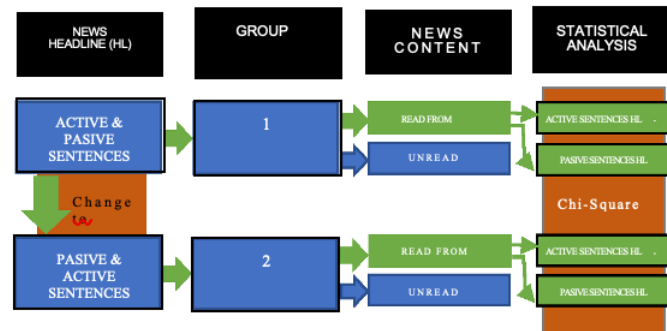 NEWS
HEADLINE (HL)
GROUP
NEWS
CONTENT
STATISTICAL
ANALYSIS
ACTIVE &
PASIVE
SENTENCES
1
READ FROM
UNREAD
ACTIVE SENTENCES HL -
PASIVE SENTENCES HL
Change
to
Chi-Square
PASIVE &
ACTIVE
SENTENCES
2
READ FROM
UNREAD
ACTIVE SENTENCES HL -
PASIVE SENTENCES HL